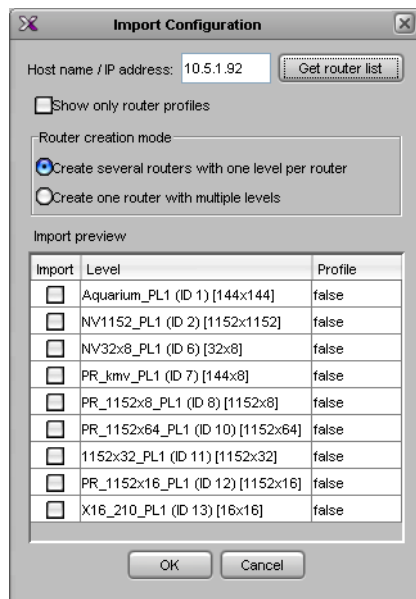 Import Configuration
Host name / IP address: 10.5.1.92 Get router list
Show only router profiles
Router creation mode
Create several routers with one level per router
Create one router with multiple levels
Import preview
Import Level Profile
Aquarium_PL1 (ID 1) [144x144] false
NV1152_PL1 (ID 2) [1152x1152] false
NV32x8_PL1 (ID 6) [32x8] false
PR_kmv_PL1 (ID 7) [144x8] false
PR_1152x8_PL1 (ID 8) [1152x8] false
PR_1152x64_PL1 (ID 10) [1152x64] false
1152x32_PL1 (ID 11) [1152x32] false
PR_1152x16_PL1 (ID 12) [1152x16] false
X16_210_PL1 (ID 13) [16x16] false
OK Cancel